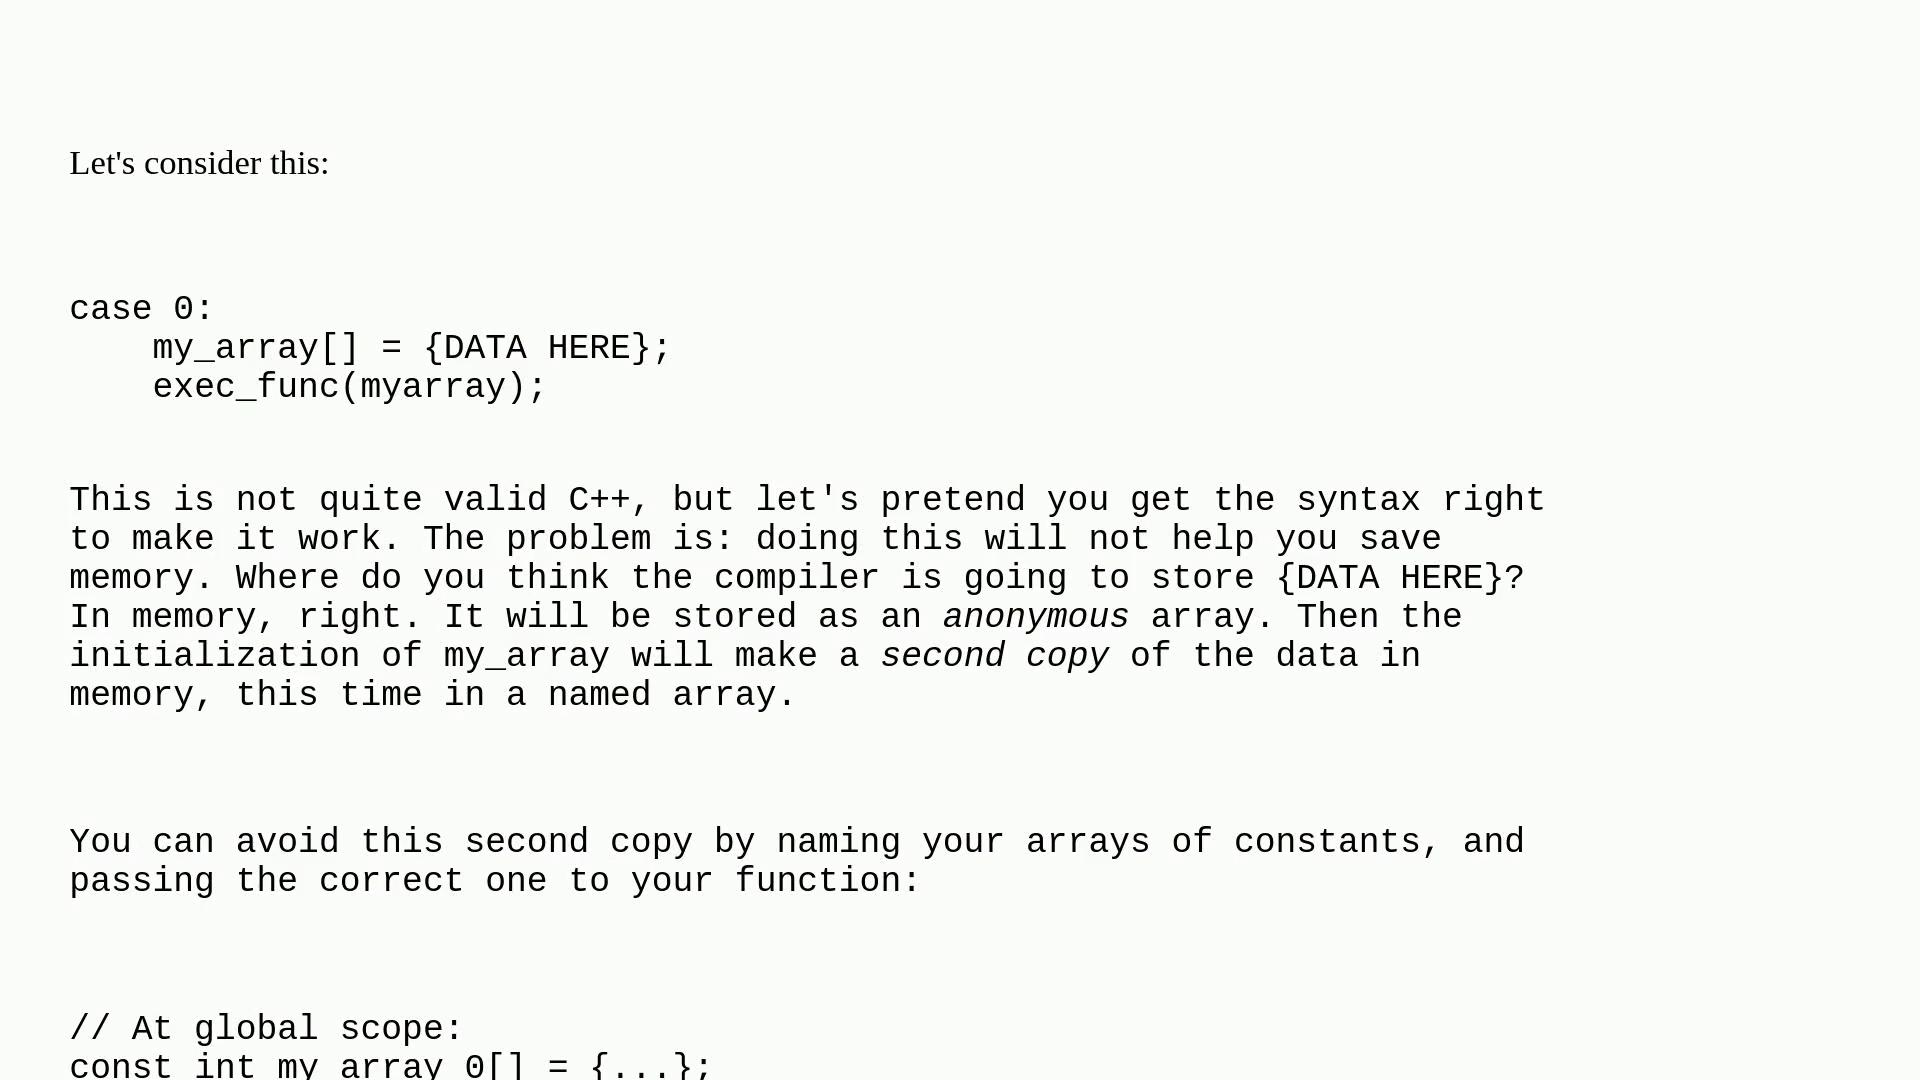 Let's consider this:
case 0:
my_array[] = {DATA HERE};
exec_func(myarray);
This is not quite valid C++, but let's pretend you get the syntax right
to make it work. The problem is: doing this will not help you save
memory. Where do you think the compiler is going to store {DATA HERE}?
In memory, right. It will be stored as an anonymous array. Then the
initialization of my_array will make a second copy of the data in
memory, this time in a named array.
You can avoid this second copy by naming your arrays of constants, and
passing the correct one to your function:
// At global scope:
const int my_array_0[] = {...};